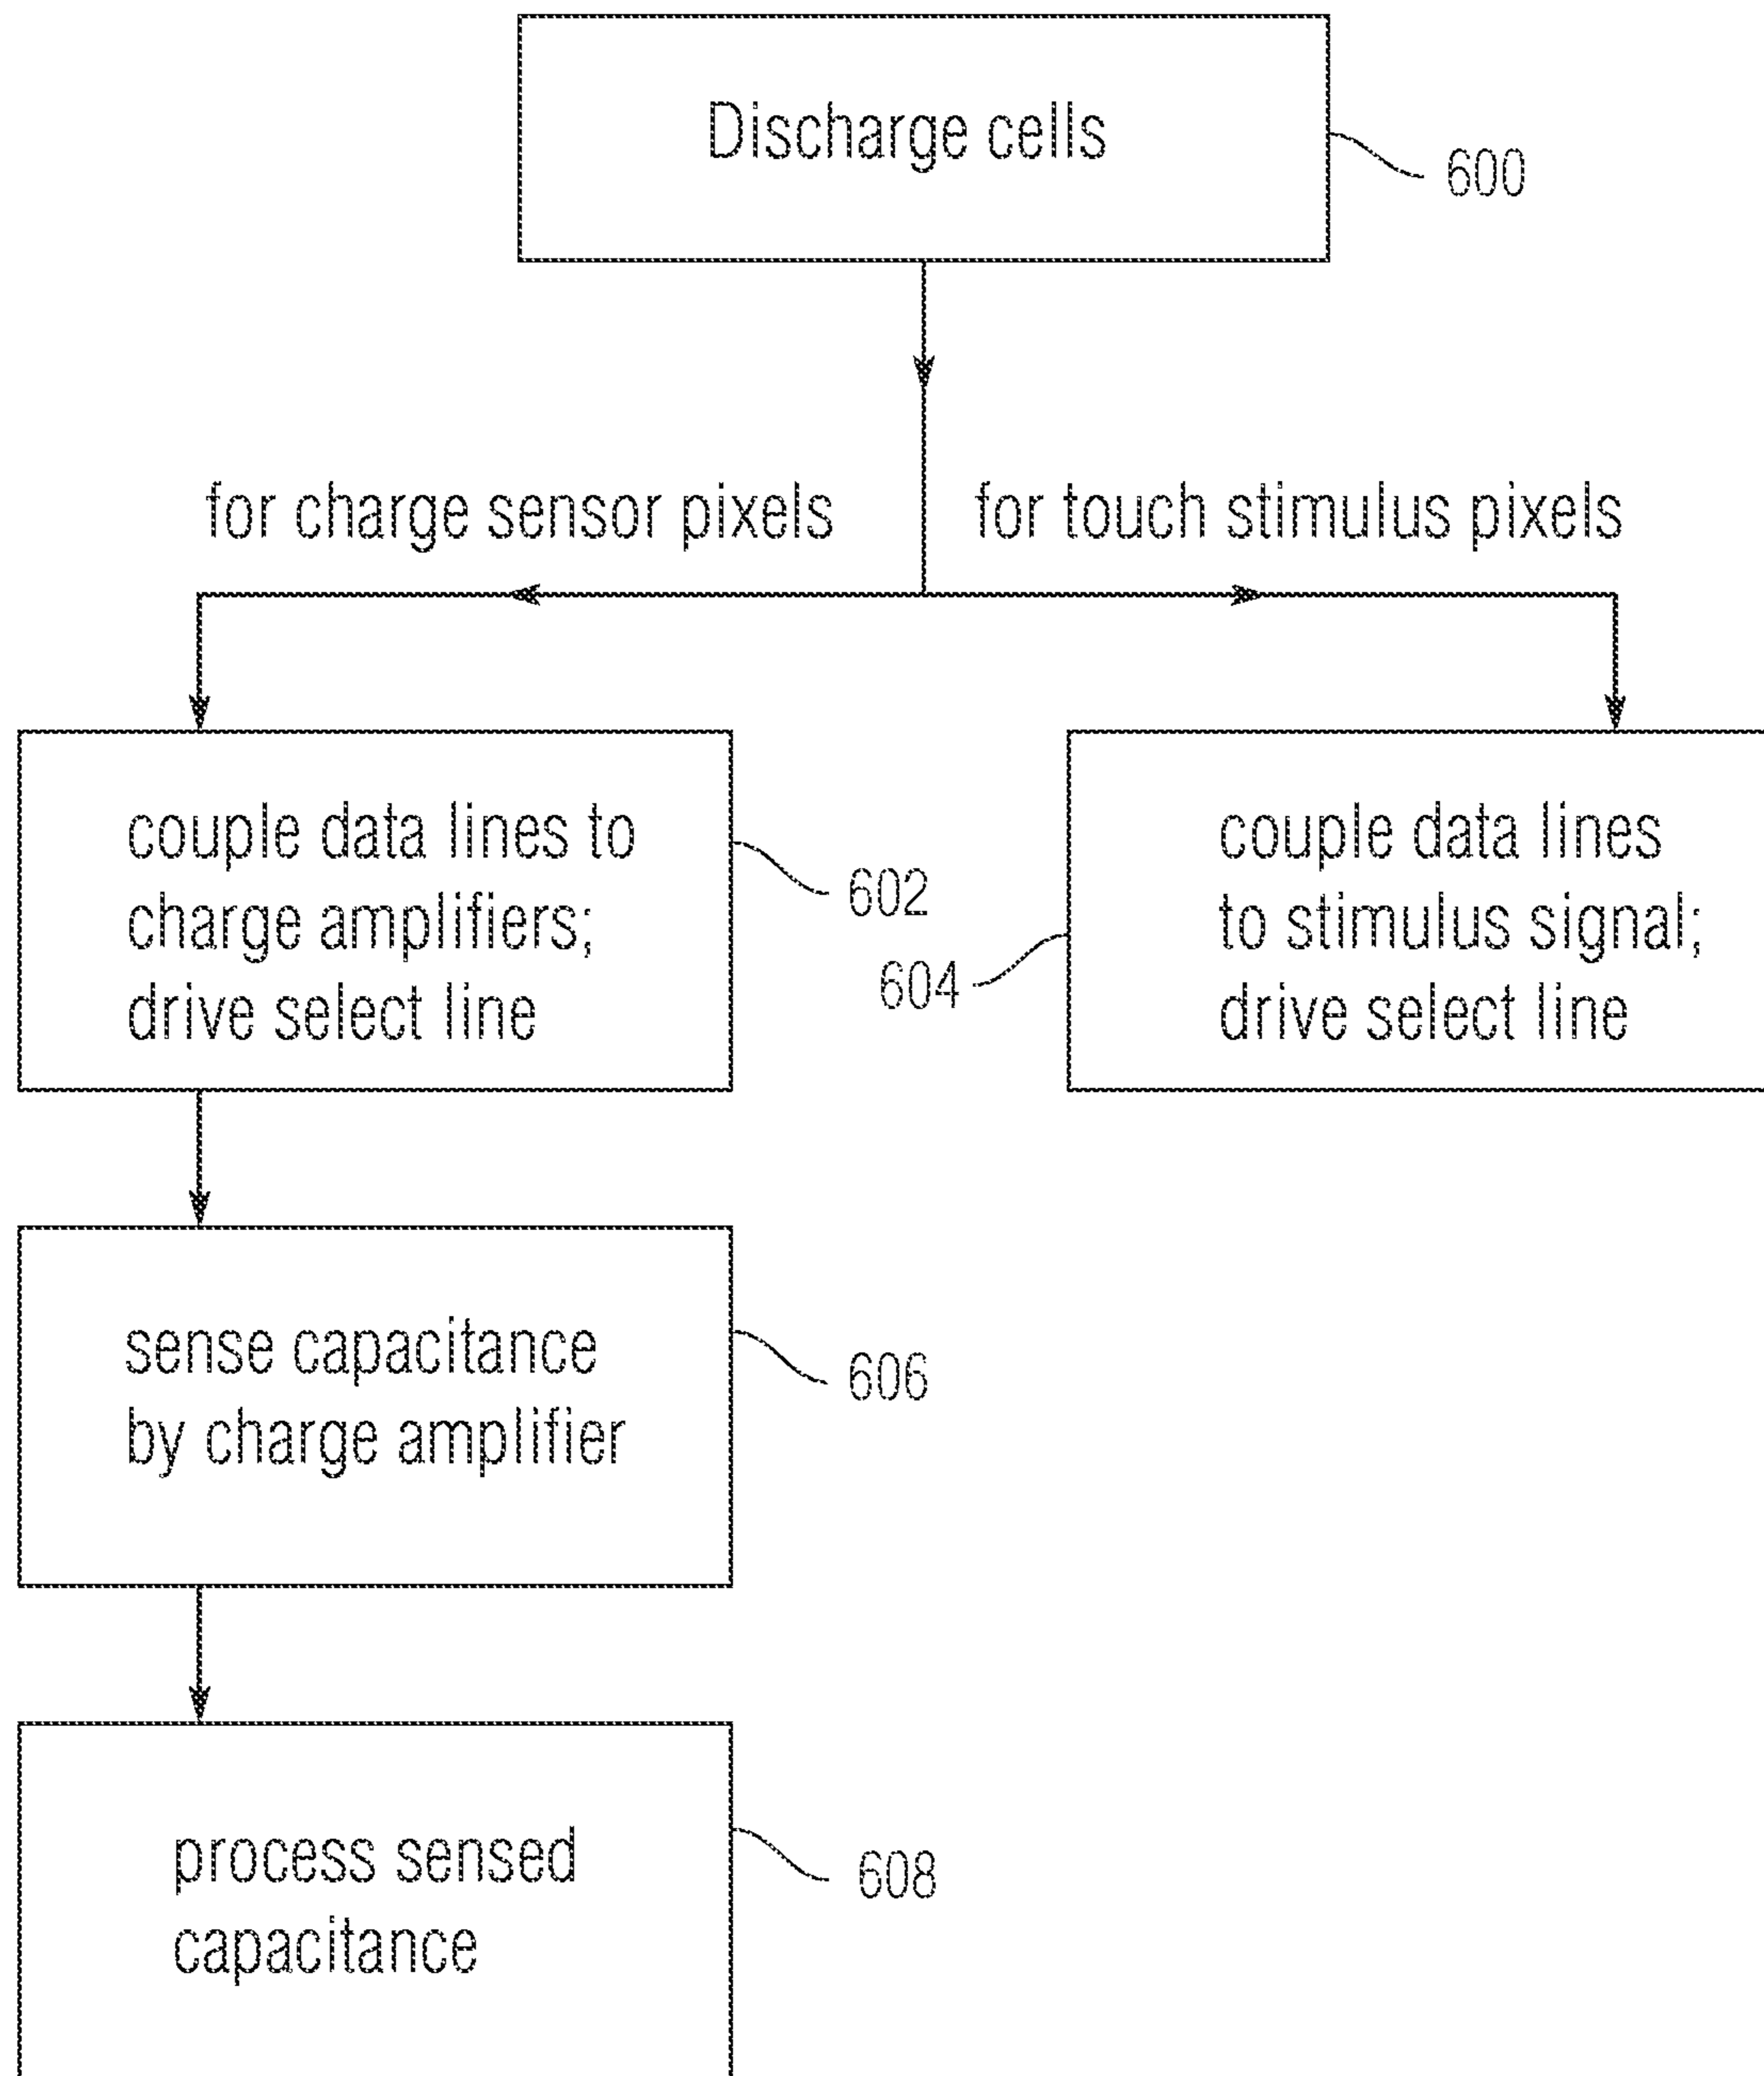 Discharge cells
600
for charge sensor pixels
for touch stimulus pixels
couple data lines to
charge amplifiers;
drive select line
602
couple data lines
to stimulus signal;
drive select line
604
sense capacitance
by charge amplifier
606
process sensed
capacitance
608